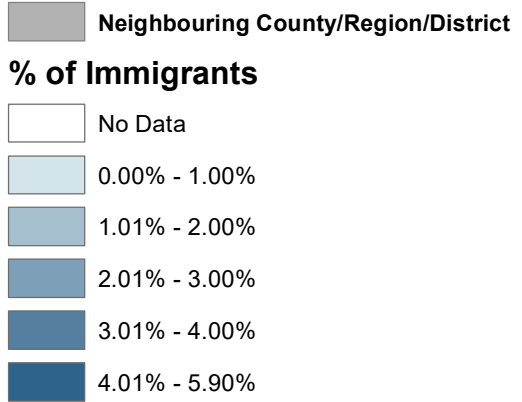 Neighbouring County/Region/District
% of Immigrants
No Data
0.00% - 1.00%
1.01% - 2.00%
2.01% - 3.00%
3.01% - 4.00%
4.01% - 5.90%